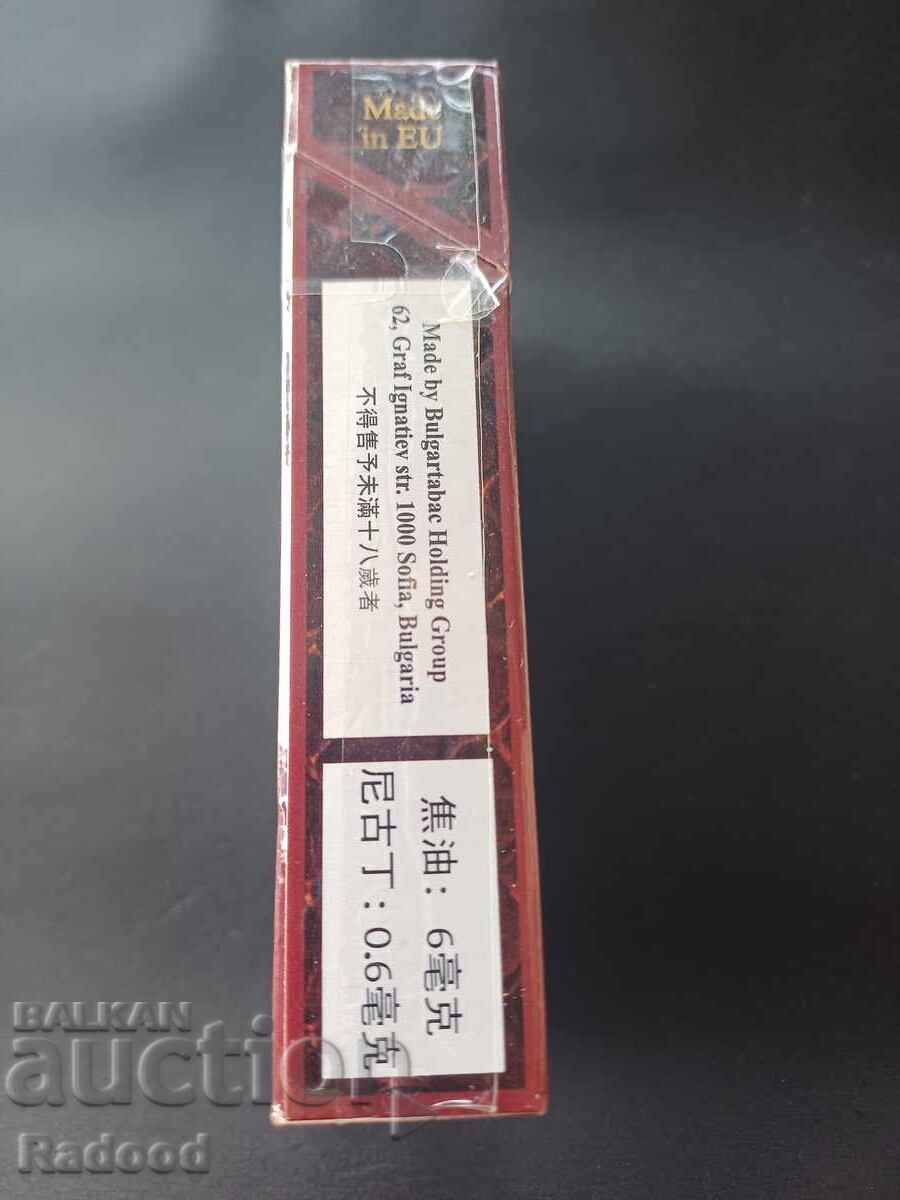 Made
in EU
Made by Bulgartabac Holding Group
62, Graf Ignatiev str. 1000 Sofia, Bulgaria
不得售予未滿十八歲者
焦油：6毫克
尼古丁：0.6毫克
BALKAN
auction
Radood